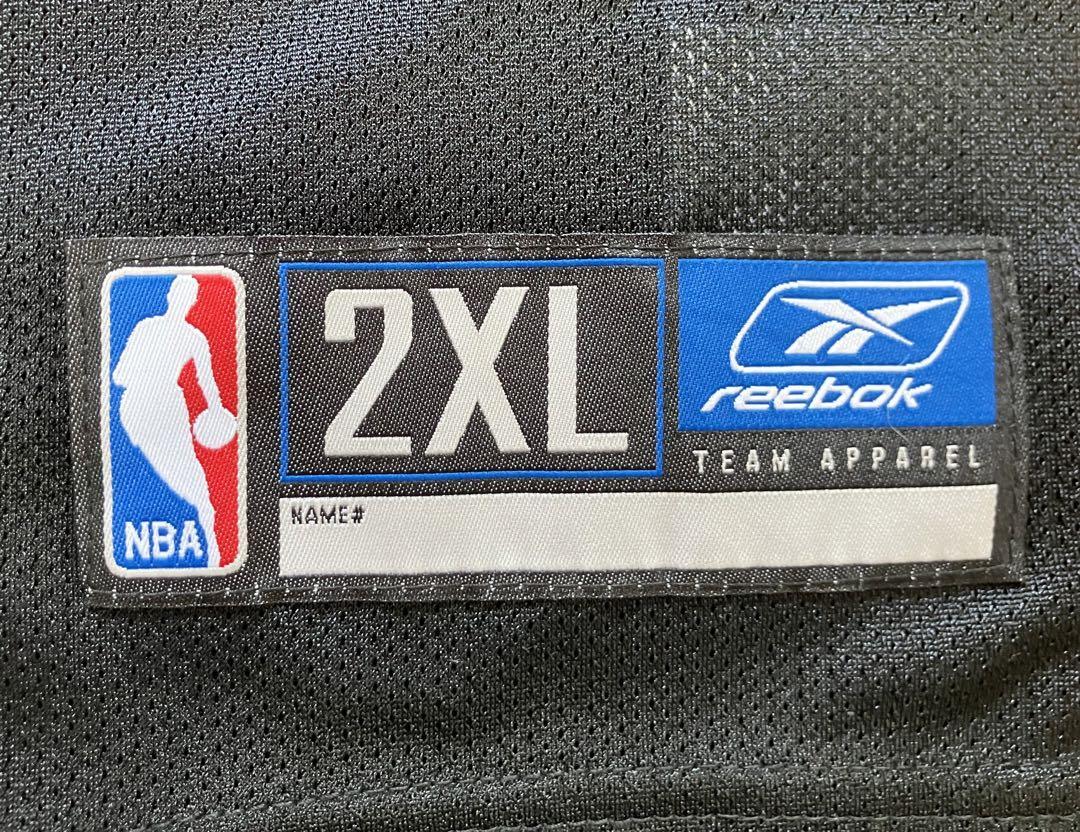 NBA
2XL
reebok
TEAM APPAREL
NAME#